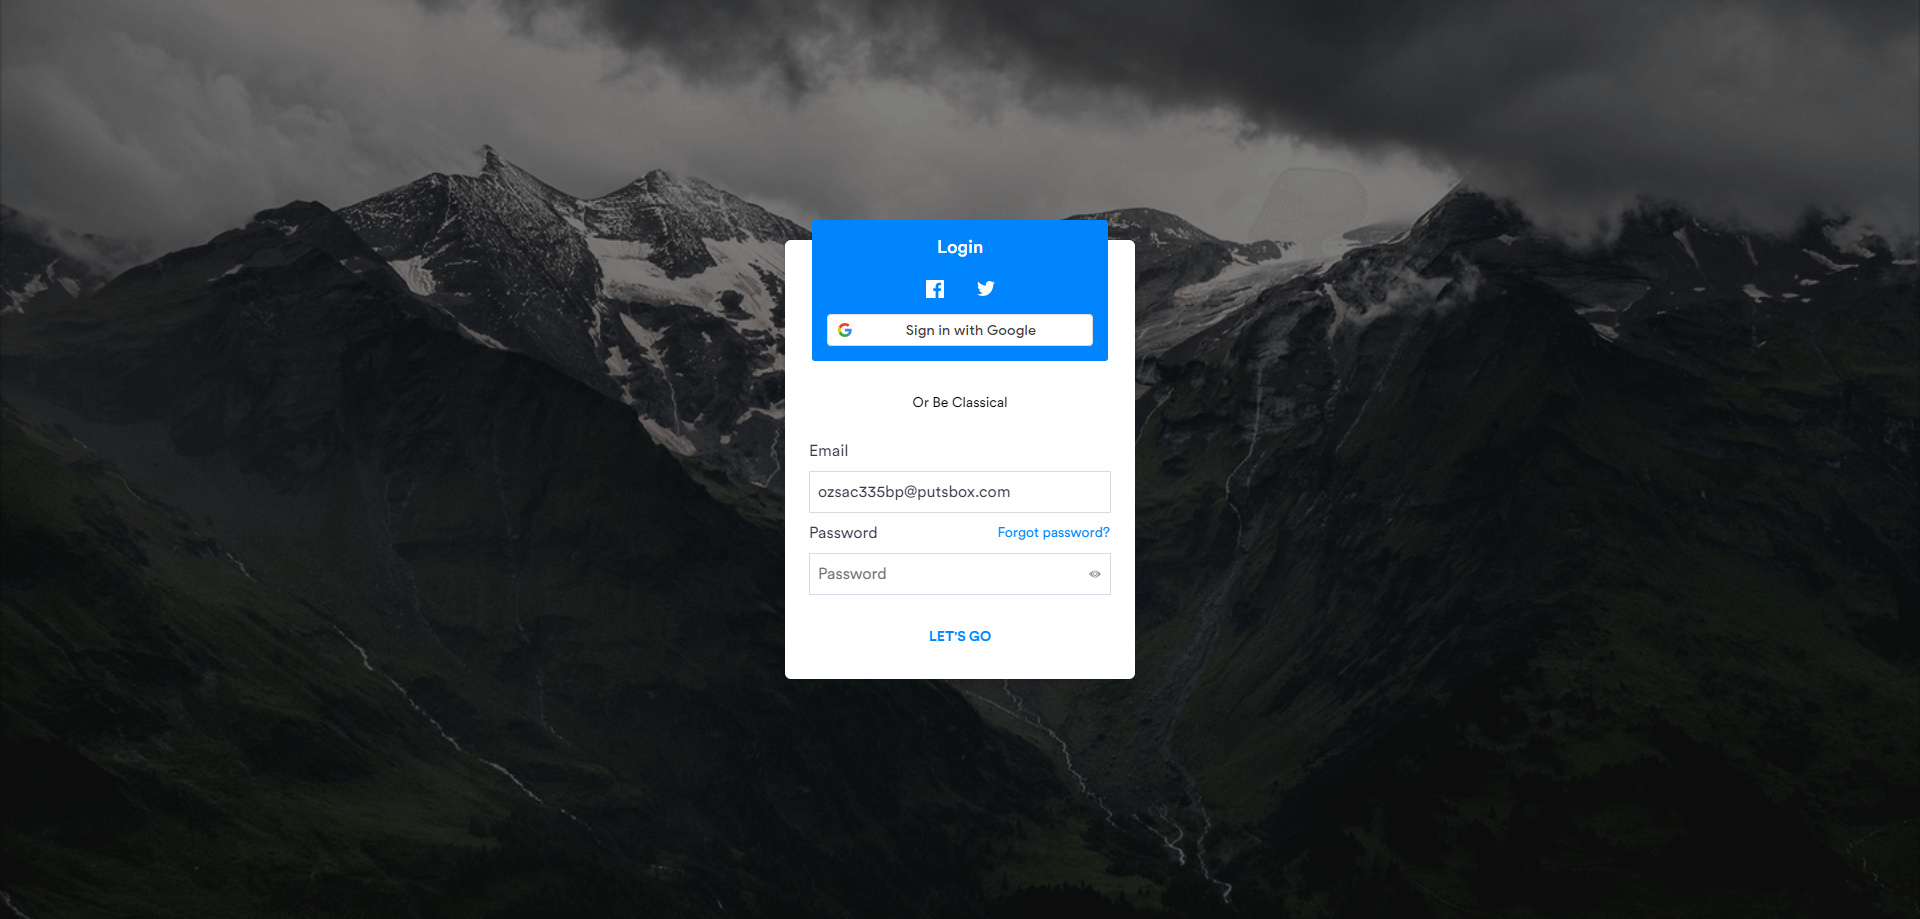 Login
Sign in with Google
Or Be Classical
Email
ozsac335bp@putsbox.com
Password
Forgot password?
Password
LET'S GO